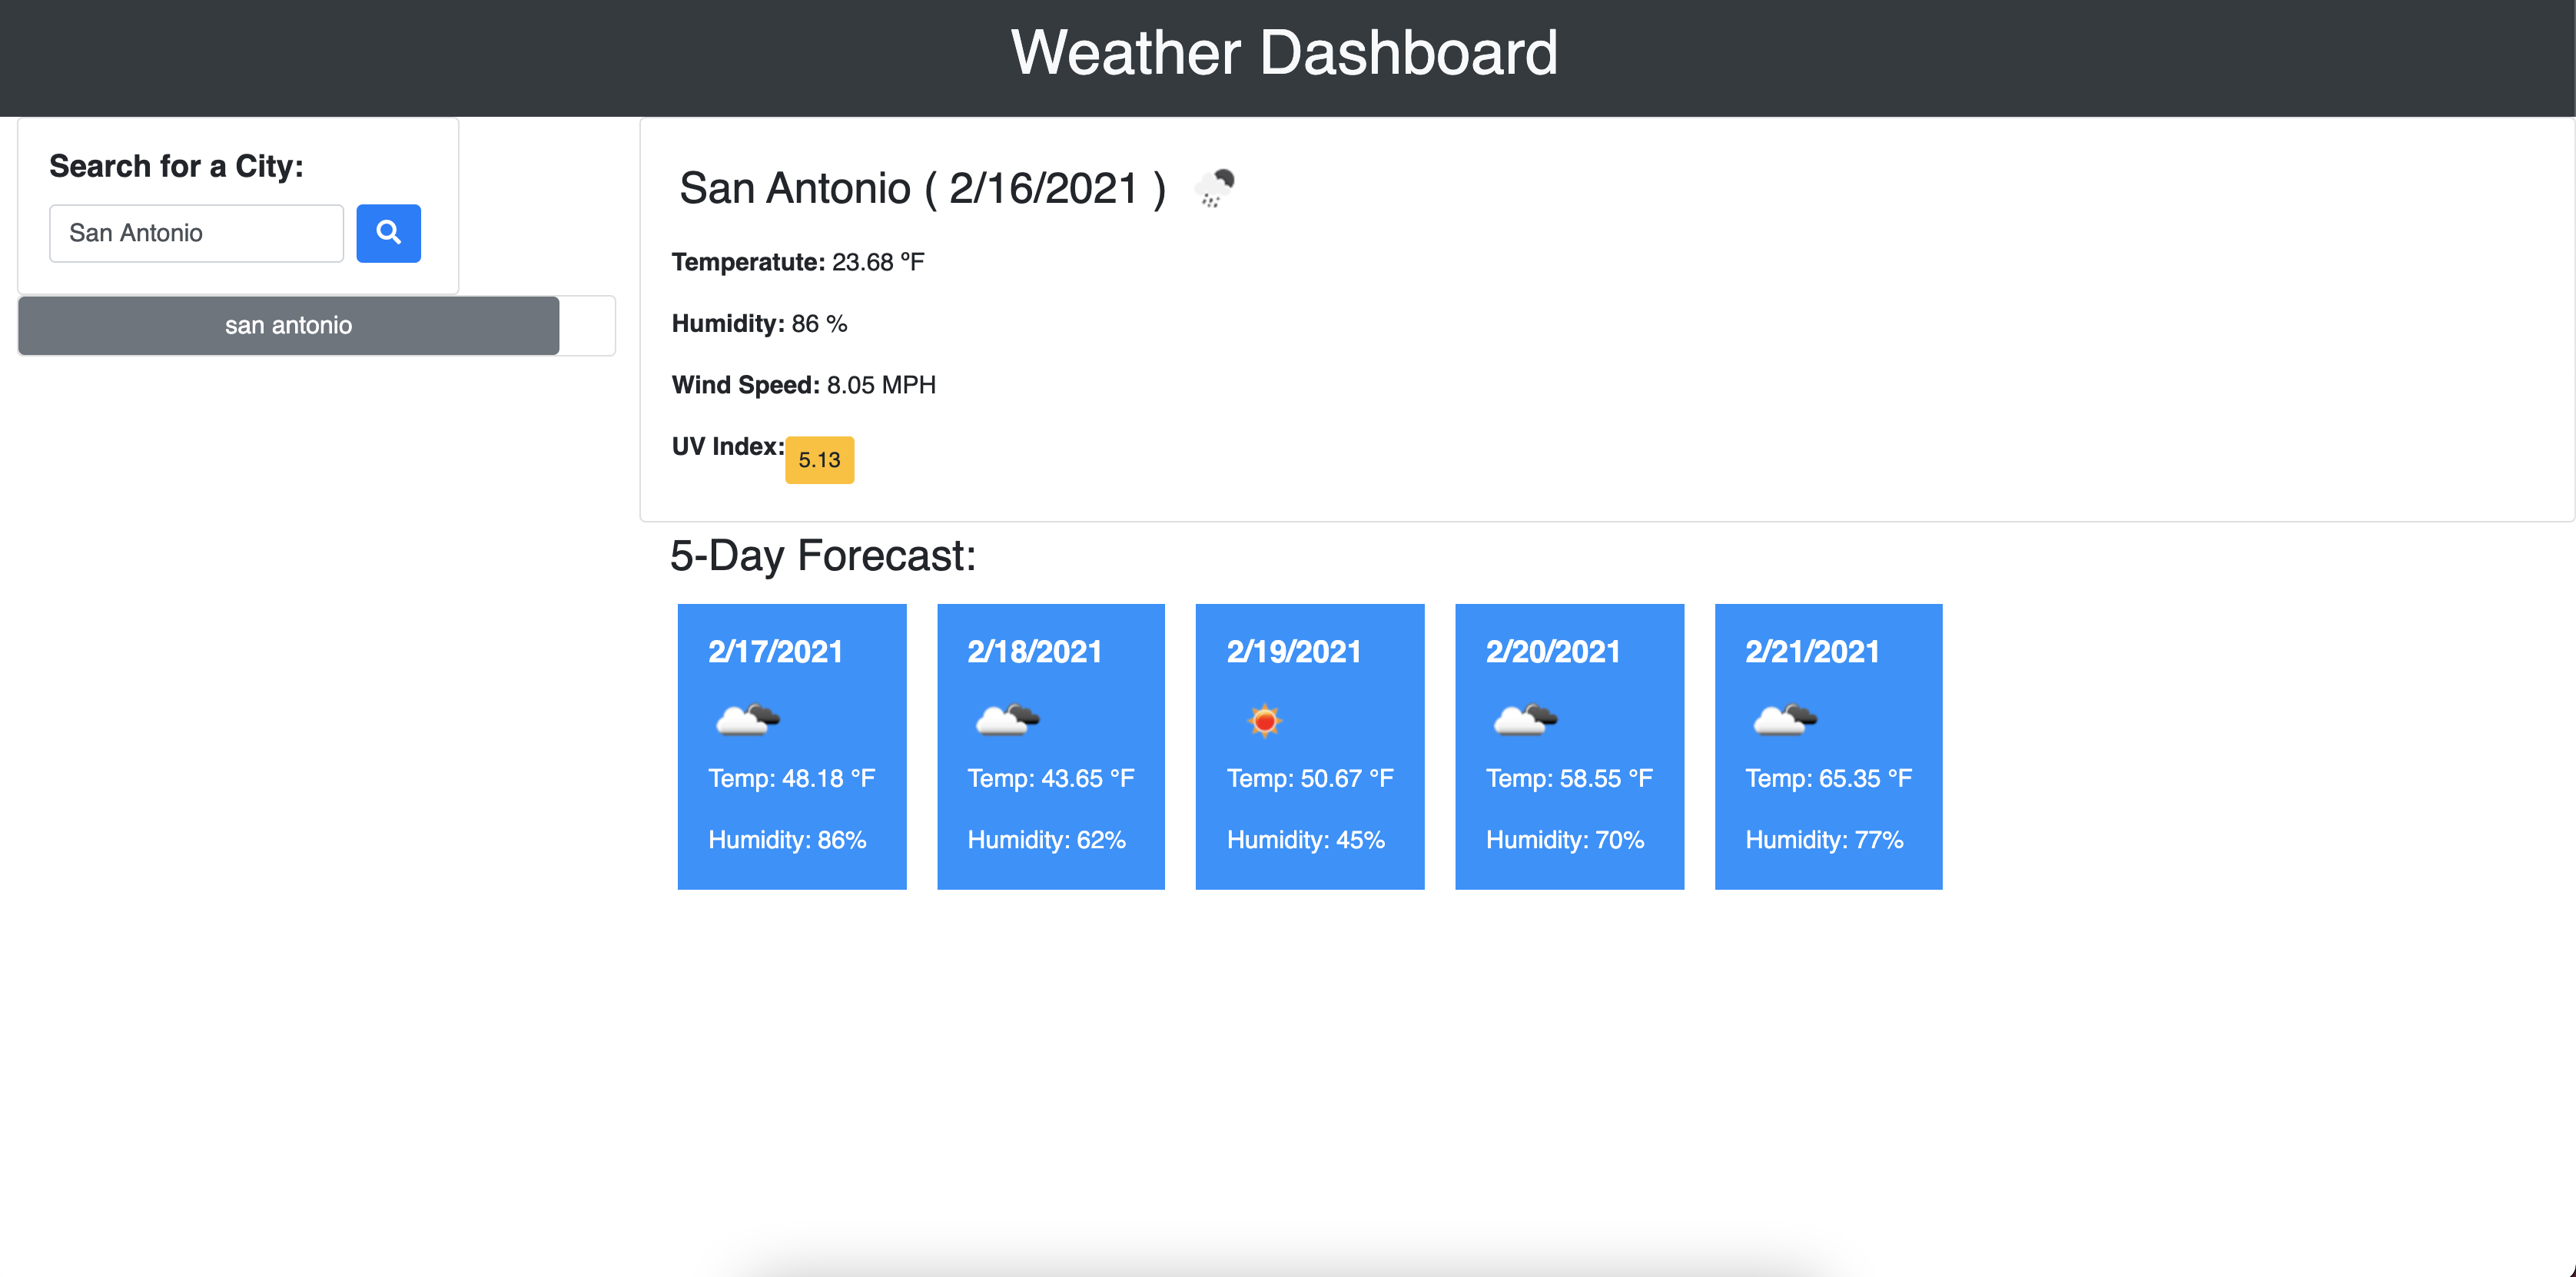 Weather Dashboard
Search for a City:
San Antonio
san antonio
San Antonio ( 2/16/2021 )
Temperatute: 23.68 ºF
Humidity: 86 %
Wind Speed: 8.05 MPH
UV Index: 5.13
5-Day Forecast:
2/17/2021
Temp: 48.18 °F
Humidity: 86%
2/18/2021
Temp: 43.65 °F
Humidity: 62%
2/19/2021
Temp: 50.67 °F
Humidity: 45%
2/20/2021
Temp: 58.55 °F
Humidity: 70%
2/21/2021
Temp: 65.35 °F
Humidity: 77%